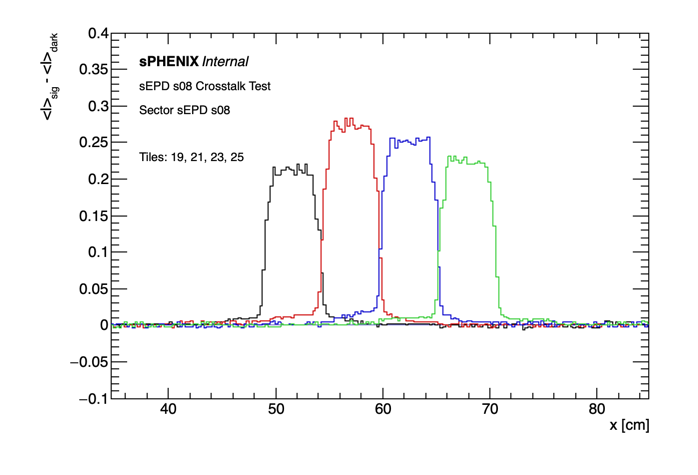 0.4
sPHENIX Internal
0.35
sEPD s08 Crosstalk Test
0.3
Sector sEPD s08
0.25
Tiles: 19, 21, 23, 25
0.2
0.15
0.1
0.05
0
−0.05
−0.1
<I>sig - <I>dark
40 50 60 70 80
x [cm]